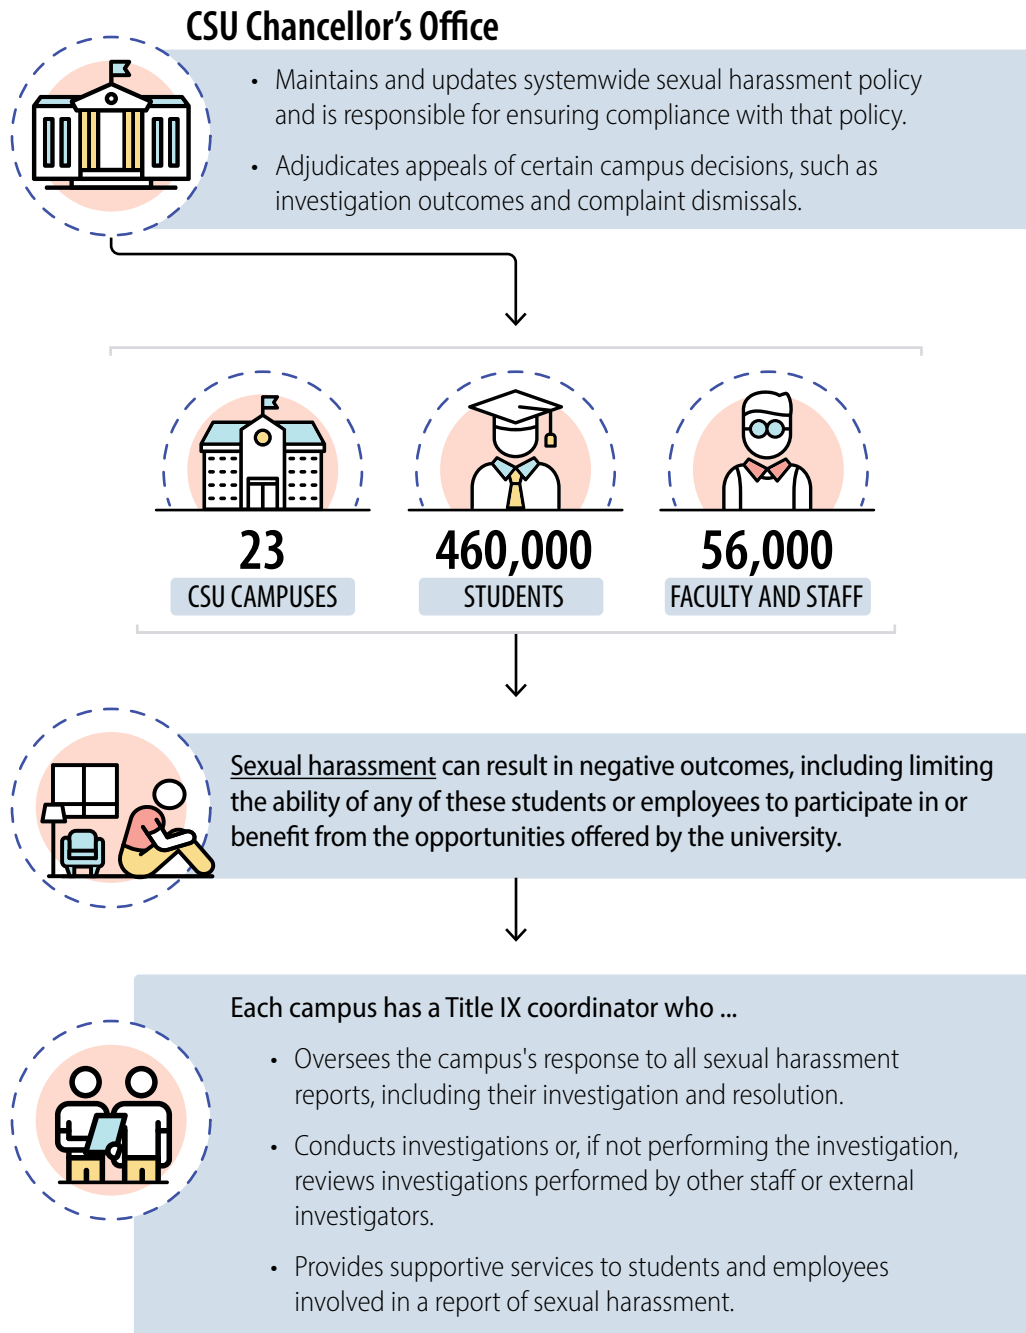 CSU Chancellor's Office
• Maintains and updates systemwide sexual harassment policy
and is responsible for ensuring compliance with that policy.
• Adjudicates appeals of certain campus decisions, such as
investigation outcomes and complaint dismissals.
23
CSU CAMPUSES
460,000
STUDENTS
56,000
FACULTY AND STAFF
Sexual harassment can result in negative outcomes, including limiting
the ability of any of these students or employees to participate in or
benefit from the opportunities offered by the university.
Each campus has a Title IX coordinator who ...
• Oversees the campus's response to all sexual harassment
reports, including their investigation and resolution.
• Conducts investigations or, if not performing the investigation,
reviews investigations performed by other staff or external
investigators.
• Provides supportive services to students and employees
involved in a report of sexual harassment.